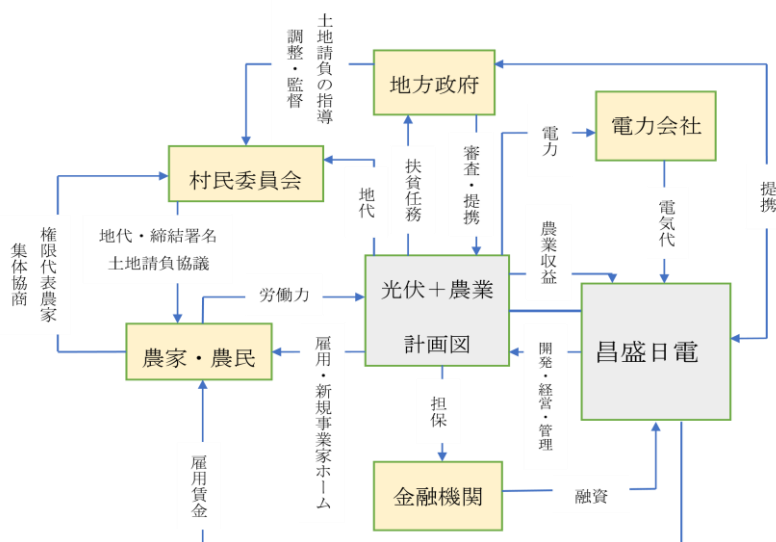 土地請負の指導
調整・監督
地方政府
電力会社
電力
村民委員会
地代
扶贫任務
審査・提携
提携
電気代
権限代表農家
集体協商
地代・締結署名
土地請負協議
農業
収益
労働力
光伏＋農業
計画図
昌盛日電
農家・農民
雇用・新規事業家ホーム
開発・経営・管理
担保
雇用賃金
金融機関
融資